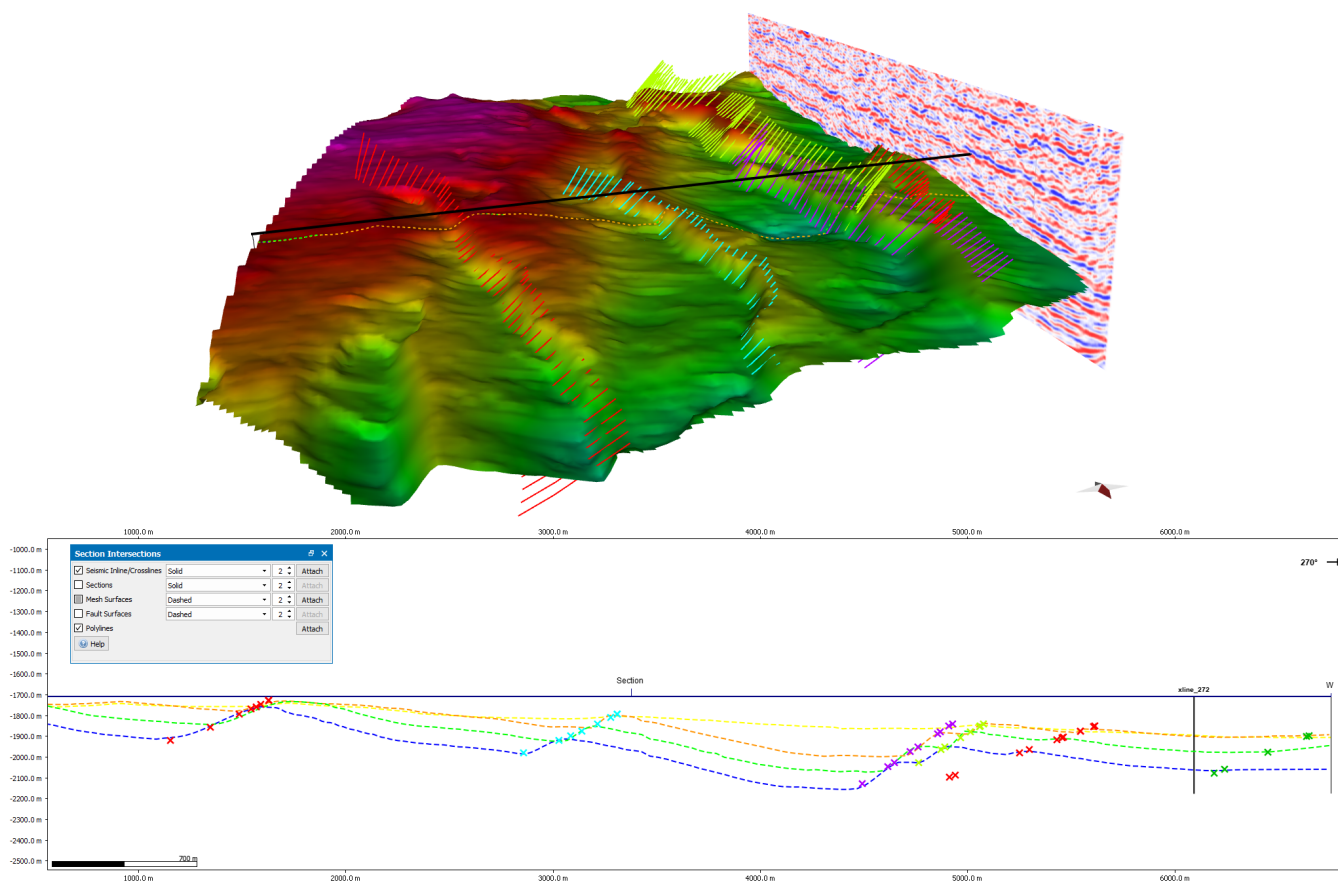 1000.0 m 2000.0 m 3000.0 m 4000.0 m 5000.0 m 6000.0 m
-1000.0 m
-1100.0 m
-1200.0 m
-1300.0 m
-1400.0 m
-1500.0 m
-1600.0 m
-1700.0 m
-1800.0 m
-1900.0 m
-2000.0 m
-2100.0 m
-2200.0 m
-2300.0 m
-2400.0 m
-2500.0 m
Section Intersections
Seismic Inline/Crosslines Solid 2 Attach
Sections Solid 2 Attach
Mesh Surfaces Dashed 2 Attach
Fault Surfaces Dashed 2 Attach
Polylines Attach
Help
270°
Section
xline_272
W
700 m
1000.0 m 2000.0 m 3000.0 m 4000.0 m 5000.0 m 6000.0 m